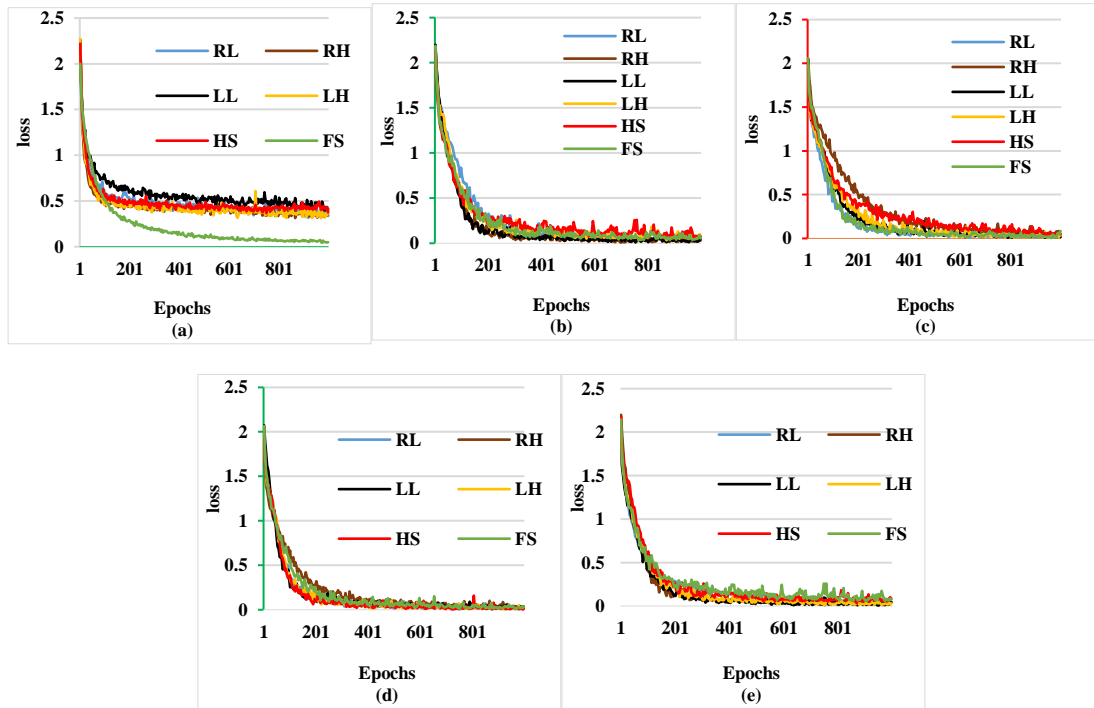 2.5
RL RH
2
LL LH
1.5
HS FS
1
0.5
0
loss
1 201 401 601 801
Epochs
(a)
2.5
RL
2
RH
LL
1.5
LH
1
HS
FS
0.5
0
loss
1 201 401 601 801
Epochs
(b)
2.5
RL
2
RH
LL
1.5
LH
1
HS
FS
0.5
0
loss
1 201 401 601 801
Epochs
(c)
2.5
2
RL RH
1.5
LL LH
1
HS FS
0.5
0
loss
1 201 401 601 801
Epochs
(d)
2.5
2
RL RH
1.5
LL LH
1
HS FS
0.5
0
loss
1 201 401 601 801
Epochs
(e)